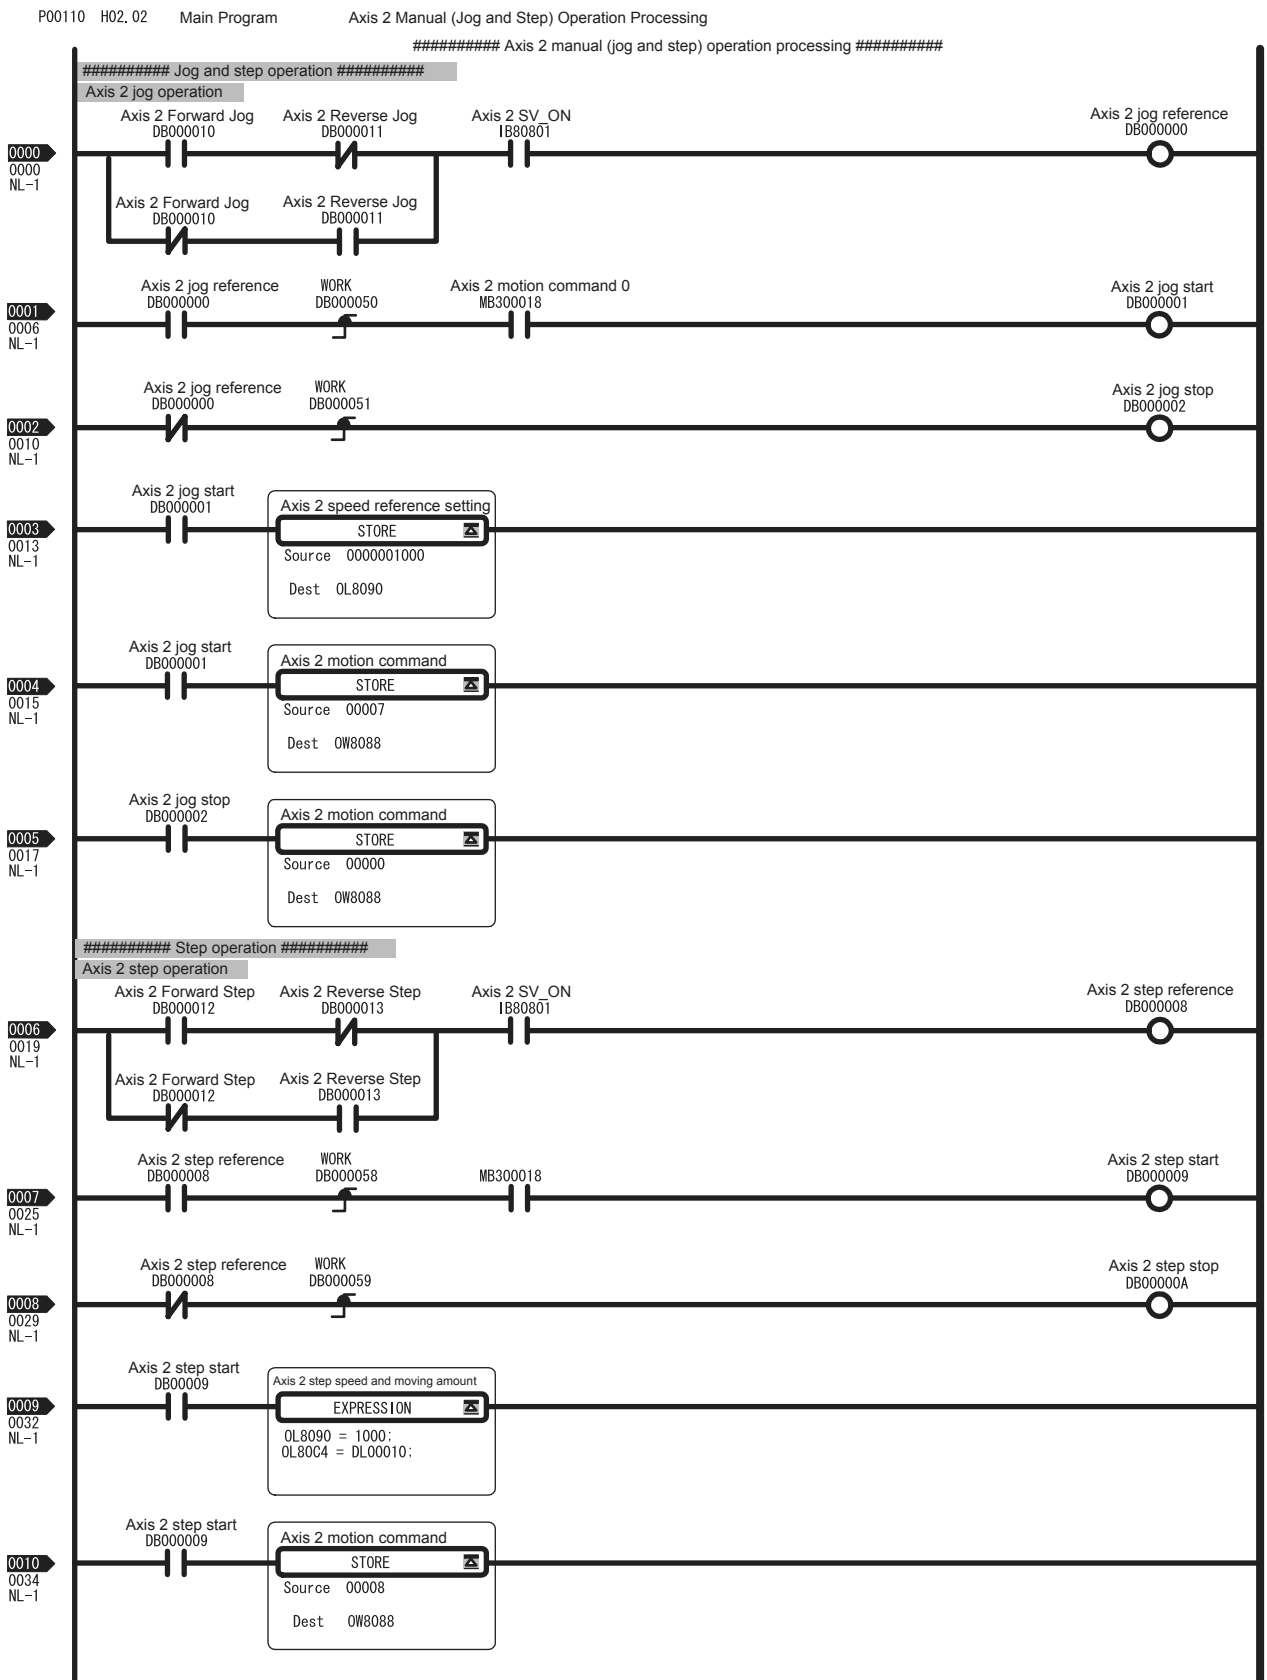 P00110 H02.02 Main Program Axis 2 Manual (Jog and Step) Operation Processing
########## Axis 2 manual (jog and step) operation processing ##########
########## Jog and step operation ##########
Axis 2 jog operation
Axis 2 Forward Jog Axis 2 Reverse Jog Axis 2 SV_ON Axis 2 jog reference
DB000010 DB000011 IB80801 DB000000
0000
0000
NL-1
Axis 2 Forward Jog Axis 2 Reverse Jog
DB000010 DB000011
Axis 2 jog reference WORK Axis 2 motion command 0 Axis 2 jog start
DB000000 DB000050 MB300018 DB000001
0001
0006
NL-1
Axis 2 jog reference WORK Axis 2 jog stop
DB000000 DB000051 DB000002
0002
0010
NL-1
Axis 2 jog start
DB000001
Axis 2 speed reference setting
0003
0013
NL-1
STORE
Source 0000001000
Dest OL8090
Axis 2 jog start
DB000001
Axis 2 motion command
0004
0015
NL-1
STORE
Source 00007
Dest OW8088
Axis 2 jog stop
DB000002
Axis 2 motion command
0005
0017
NL-1
STORE
Source 00000
Dest OW8088
########## Step operation ##########
Axis 2 step operation
Axis 2 Forward Step Axis 2 Reverse Step Axis 2 SV_ON Axis 2 step reference
DB000012 DB000013 IB80801 DB000008
0006
0019
NL-1
Axis 2 Forward Step Axis 2 Reverse Step
DB000012 DB000013
Axis 2 step reference WORK Axis 2 step start
DB000008 DB000058 MB300018 DB000009
0007
0025
NL-1
Axis 2 step reference WORK Axis 2 step stop
DB000008 DB000059 DB00000A
0008
0029
NL-1
Axis 2 step start
DB00009
Axis 2 step speed and moving amount
0009
0032
NL-1
EXPRESSION
OL8090 = 1000;
OL80C4 = DL00010;
Axis 2 step start
DB000009
Axis 2 motion command
0010
0034
NL-1
STORE
Source 00008
Dest OW8088